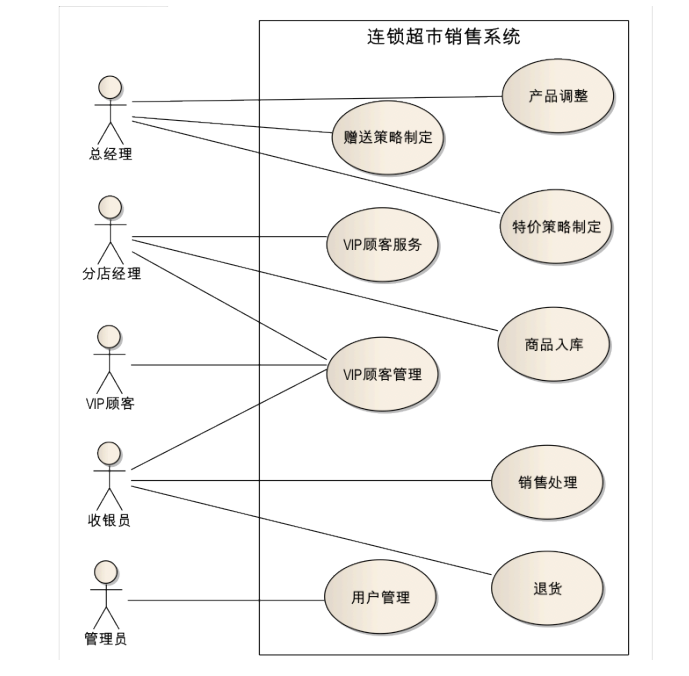 连锁超市销售系统
产品调整
赠送策略制定
总经理
特价策略制定
VIP顾客服务
分店经理
商品入库
VIP顾客管理
VIP顾客
销售处理
收银员
退货
用户管理
管理员